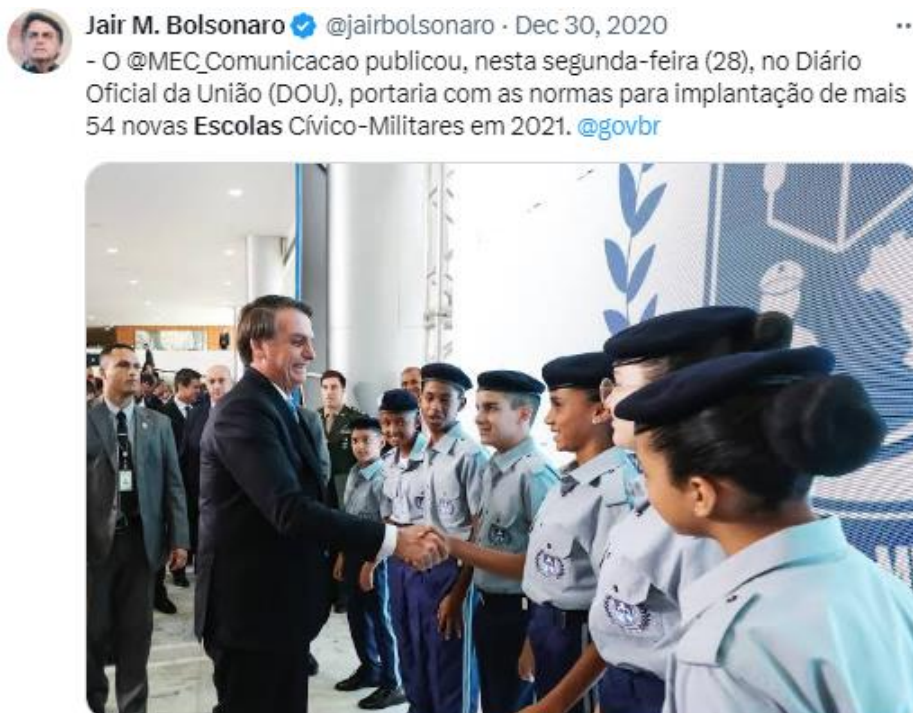 Jair M. Bolsonaro @jairbolsonaro · Dec 30, 2020
- O @MEC_Comunicacao publicou, nesta segunda-feira (28), no Diário
Oficial da União (DOU), portaria com as normas para implantação de mais
54 novas Escolas Cívico-Militares em 2021. @govbr